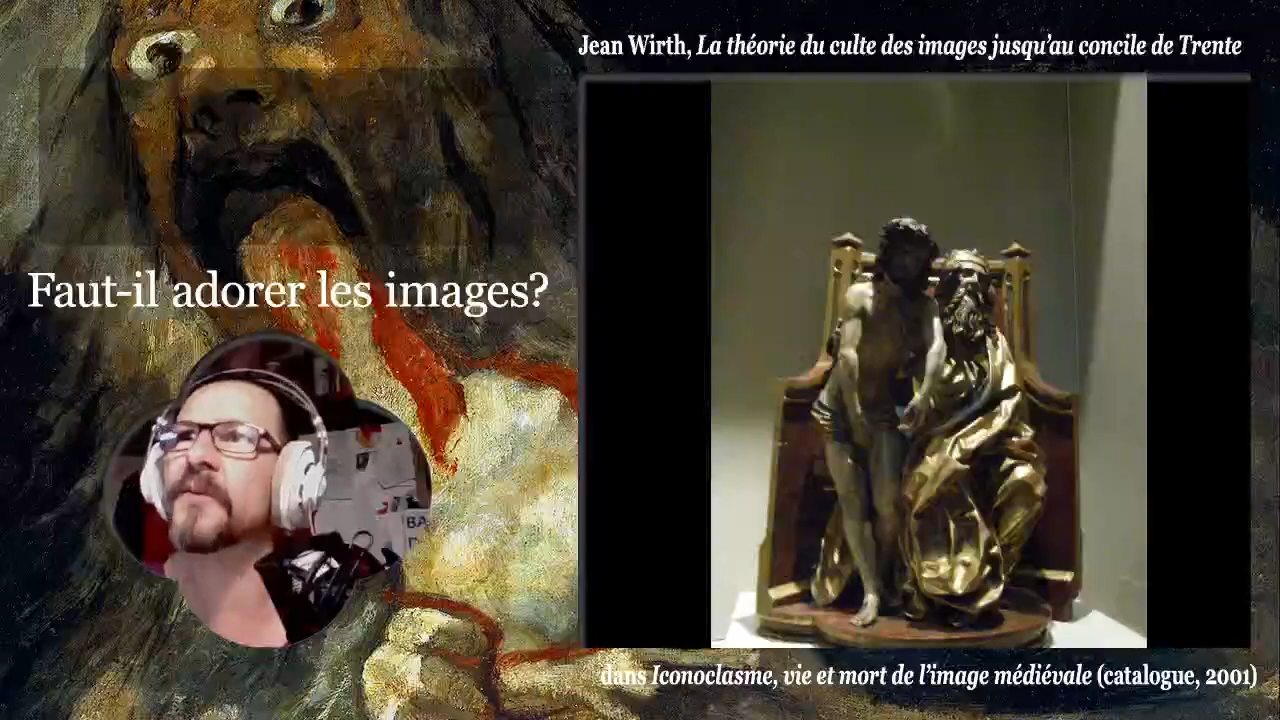 Jean Wirth, La théorie du culte des images jusqu'au concile de Trente
Faut-il adorer les images?
BA
dans Iconoclasme, vie et mort de l'image médiévale (catalogue, 2001)